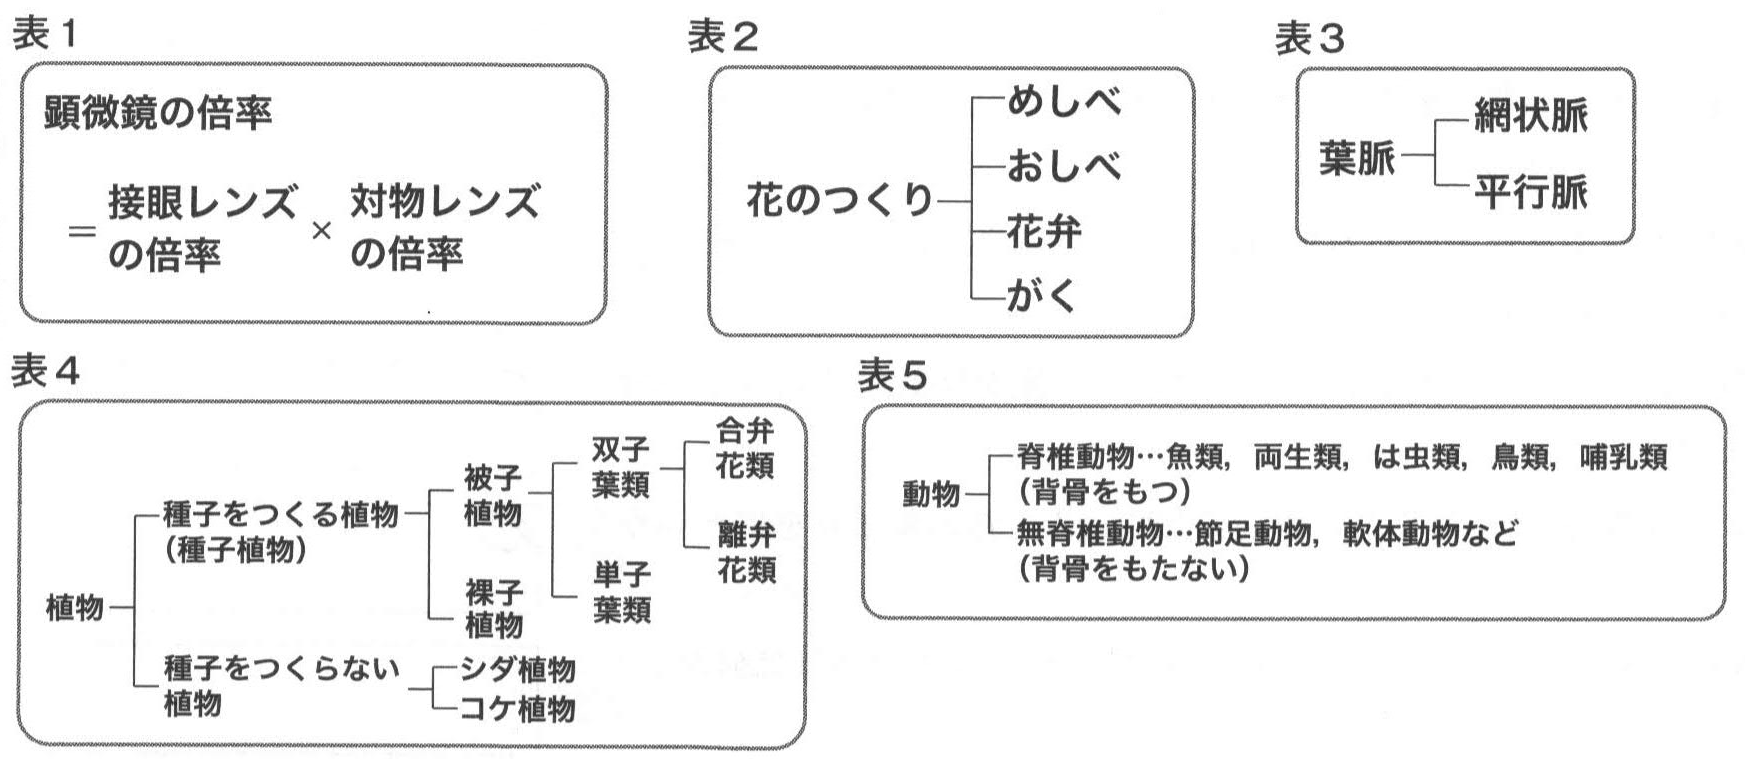 表1
顕微鏡の倍率
＝接眼レンズの倍率×対物レンズの倍率
表2
花のつくり
めしべ
おしべ
花弁
がく
表3
葉脈
網状脈
平行脈
表4
植物
種子をつくる植物
（種子植物）
被子
植物
双子
葉類
合弁
花類
離弁
花類
単子
葉類
裸子
植物
種子をつくらない
植物
シダ植物
コケ植物
表5
動物
脊椎動物…魚類，両生類，は虫類，鳥類，哺乳類
（背骨をもつ）
無脊椎動物…節足動物，軟体動物など
（背骨をもたない）